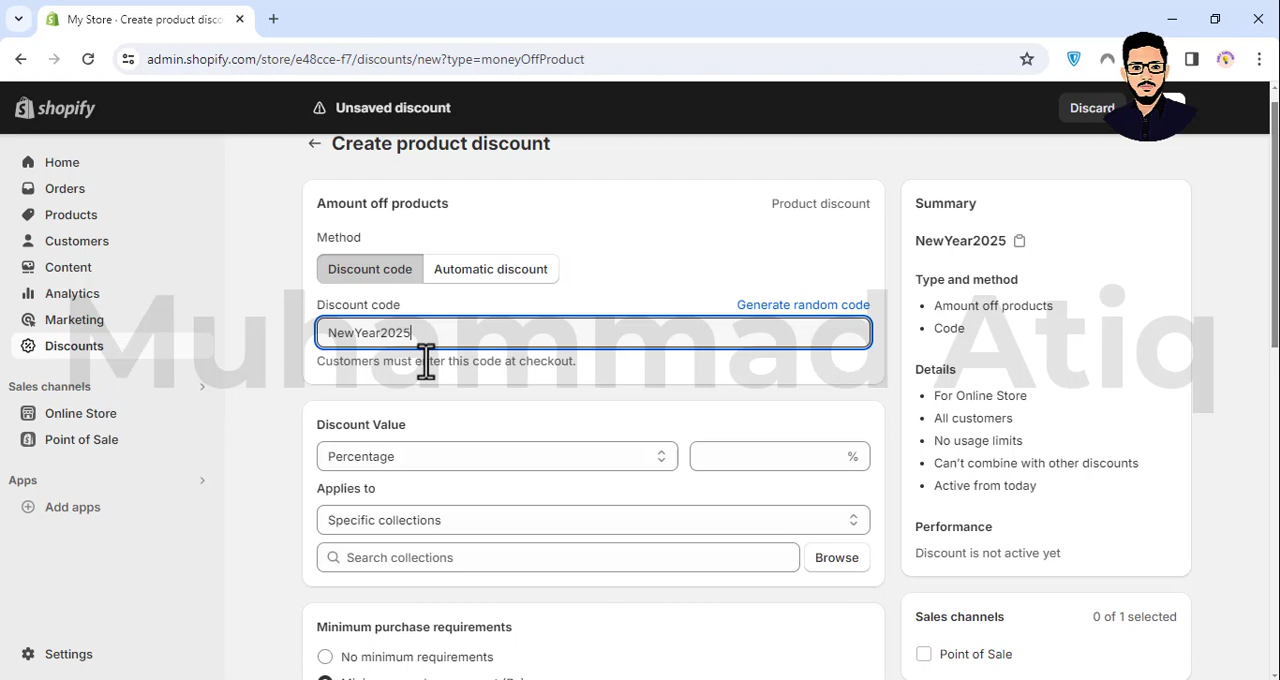 My Store · Create product disco
admin.shopify.com/store/e48cce-f7/discounts/new?type=moneyOffProduct
shopify
Unsaved discount
Discard
Home
Orders
Products
Customers
Content
Analytics
Marketing
Discounts
Sales channels
Online Store
Point of Sale
Apps
Add apps
Settings
Create product discount
Amount off products
Product discount
Method
Discount code
Automatic discount
Discount code
Generate random code
NewYear2025
Customers must enter this code at checkout.
Discount Value
Percentage
%
Applies to
Specific collections
Search collections
Browse
Minimum purchase requirements
No minimum requirements
Summary
NewYear2025
Type and method
• Amount off products
• Code
Details
• For Online Store
• All customers
• No usage limits
• Can't combine with other discounts
• Active from today
Performance
Discount is not active yet
Sales channels
0 of 1 selected
Point of Sale
Muhammad Atiq